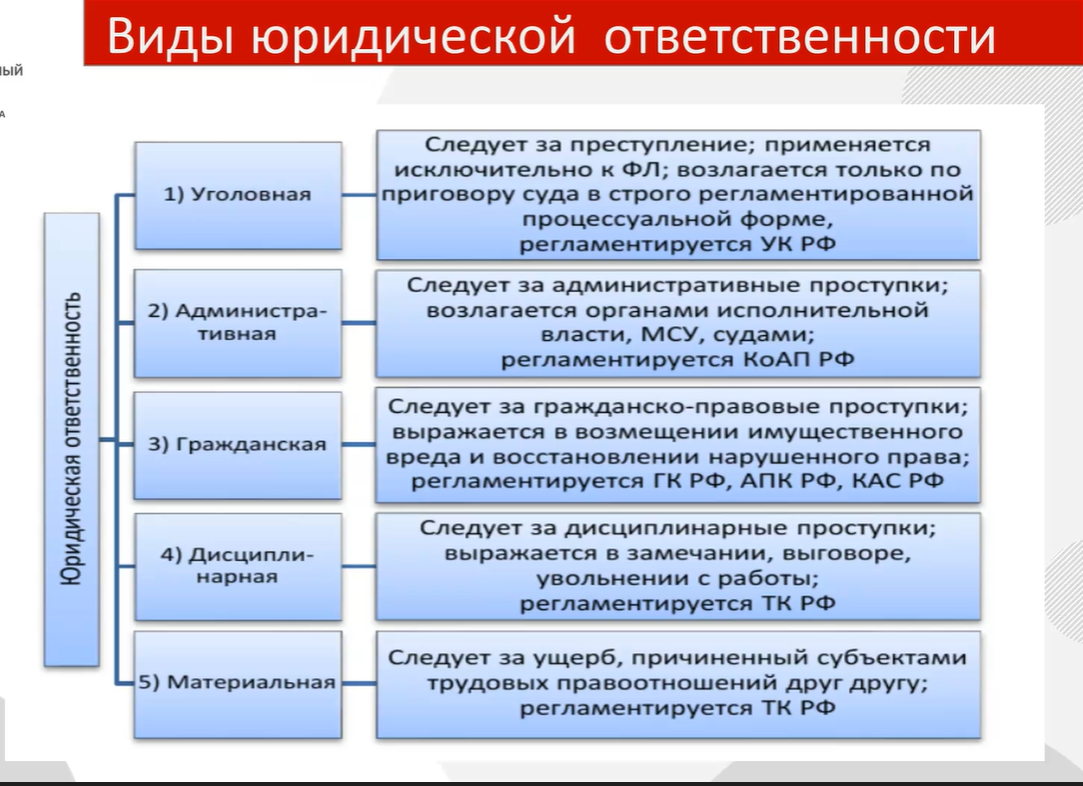 Виды юридической ответственности
ый
А
Юридическая ответственность
1) Уголовная
Следует за преступление; применяется
исключительно к ФЛ; возлагается только по
приговору суда в строго регламентированной
процессуальной форме,
регламентируется УК РФ
2) Администра-
тивная
Следует за административные проступки;
возлагается органами исполнительной
власти, МСУ, судами;
регламентируется КоАП РФ
3) Гражданская
Следует за гражданско-правовые проступки;
выражается в возмещении имущественного
вреда и восстановлении нарушенного права;
регламентируется ГК РФ, АПК РФ, КАС РФ
4) Дисципли-
нарная
Следует за дисциплинарные проступки;
выражается в замечании, выговоре,
увольнении с работы;
регламентируется ТК РФ
5) Материальная
Следует за ущерб, причиненный субъектами
трудовых правоотношений друг другу;
регламентируется ТК РФ